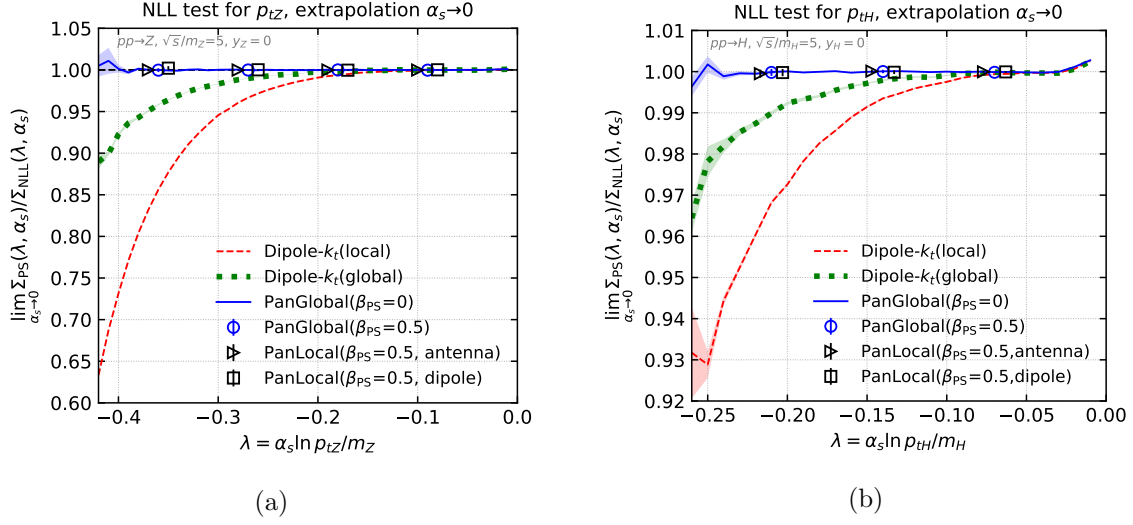 NLL test for p_tZ, extrapolation α_s→0
pp→Z, √s/m_Z=5, y_Z=0
lim_{α_s→0} Σ_PS(λ, α_s)/Σ_NLL(λ, α_s)
1.05
1.00
0.95
0.90
0.85
0.80
0.75
0.70
0.65
0.60
Dipole-k_t(local)
Dipole-k_t(global)
PanGlobal(β_PS=0)
PanGlobal(β_PS=0.5)
PanLocal(β_PS=0.5, antenna)
PanLocal(β_PS=0.5, dipole)
−0.4 −0.3 −0.2 −0.1 0.0
λ = α_s ln p_tZ/m_Z
(a)
NLL test for p_tH, extrapolation α_s→0
pp→H, √s/m_H=5, y_H=0
lim_{α_s→0} Σ_PS(λ, α_s)/Σ_NLL(λ, α_s)
1.01
1.00
0.99
0.98
0.97
0.96
0.95
0.94
0.93
0.92
Dipole-k_t(local)
Dipole-k_t(global)
PanGlobal(β_PS=0)
PanGlobal(β_PS=0.5)
PanLocal(β_PS=0.5,antenna)
PanLocal(β_PS=0.5,dipole)
−0.25 −0.20 −0.15 −0.10 −0.05 0.00
λ = α_s ln p_tH/m_H
(b)